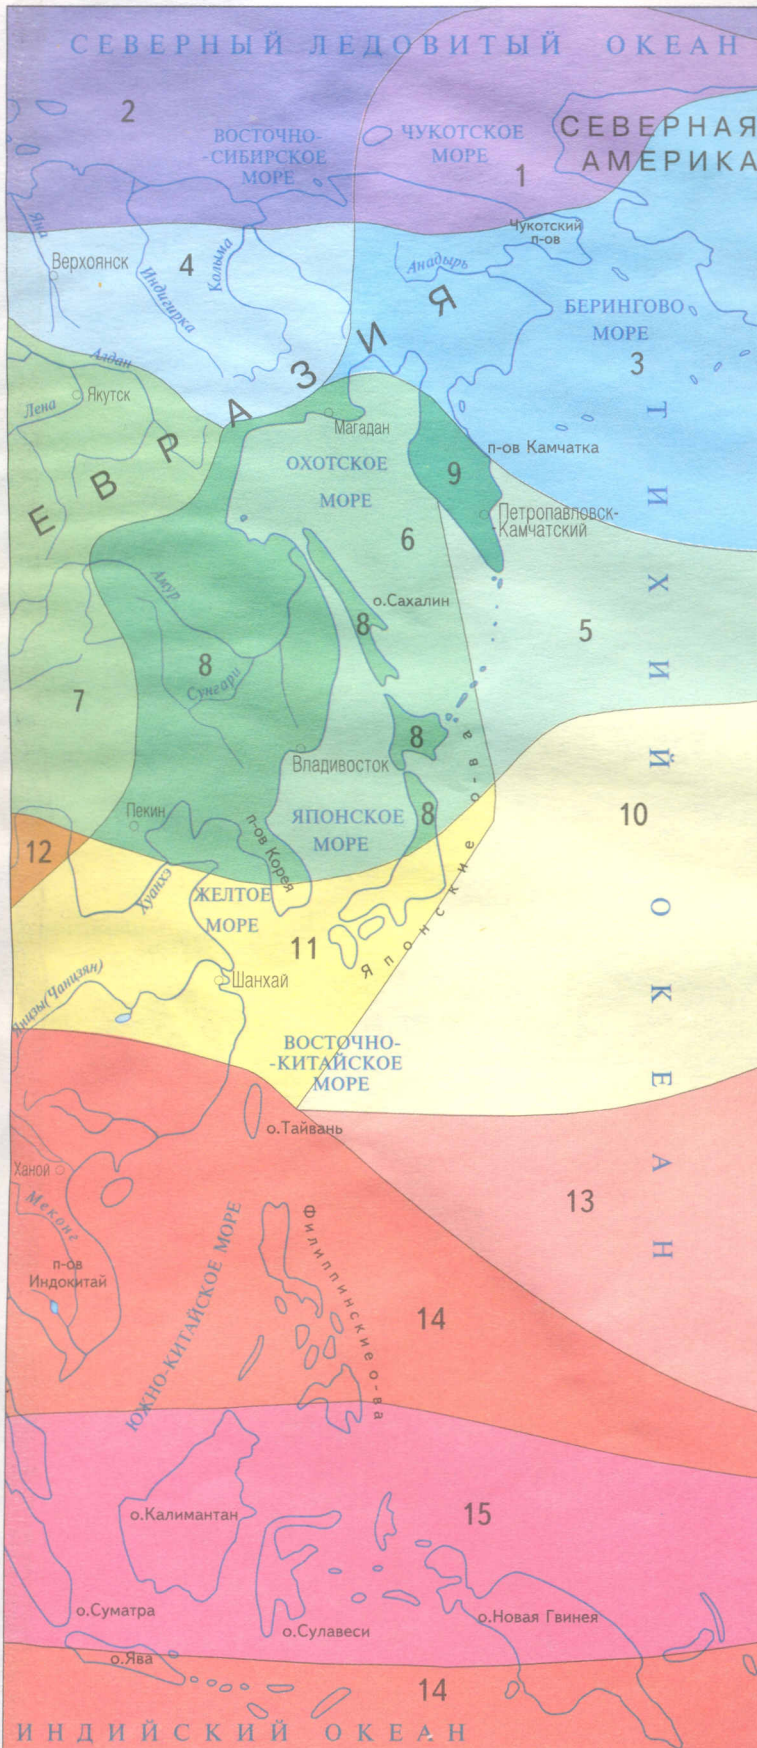 СЕВЕРНЫЙ ЛЕДОВИТЫЙ ОКЕАН
2
ВОСТОЧНО-
-СИБИРСКОЕ
МОРЕ
ЧУКОТСКОЕ
МОРЕ
СЕВЕРНАЯ
АМЕРИКА
1
Чукотский
п-ов
Яна
Верхоянск
4
Индигирка
Колыма
Анадырь
БЕРИНГОВО
МОРЕ
3
ЕВРАЗИЯ
Алдан
Лена
Якутск
Магадан
ОХОТСКОЕ
МОРЕ
9
п-ов Камчатка
Петропавловск-
-Камчатский
6
о.Сахалин
8
5
Амур
8
Сунгари
7
8
Владивосток
ТИХИЙ ОКЕАН
Пекин
п-ов Корея
ЯПОНСКОЕ
МОРЕ
8
Японские о-ва
10
12
Хуанхэ
ЖЕЛТОЕ
МОРЕ
11
Шанхай
Янцзы(Чанцзян)
ВОСТОЧНО-
-КИТАЙСКОЕ
МОРЕ
о.Тайвань
Ханой
Меконг
13
п-ов
Индокитай
ЮЖНО-КИТАЙСКОЕ МОРЕ
Филиппинские о-ва
14
о.Калимантан
15
о.Суматра
о.Сулавеси
о.Новая Гвинея
о.Ява
14
ИНДИЙСКИЙ ОКЕАН